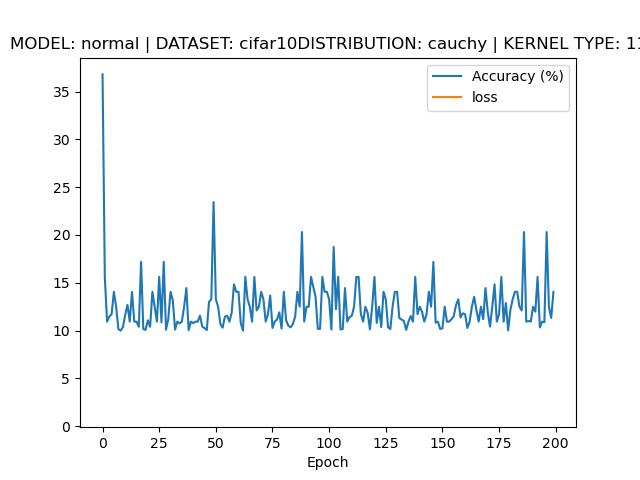 MODEL: normal | DATASET: cifar10DISTRIBUTION: cauchy | KERNEL TYPE: 11
Accuracy (%)
loss
35
30
25
20
15
10
5
0
0 25 50 75 100 125 150 175 200
Epoch